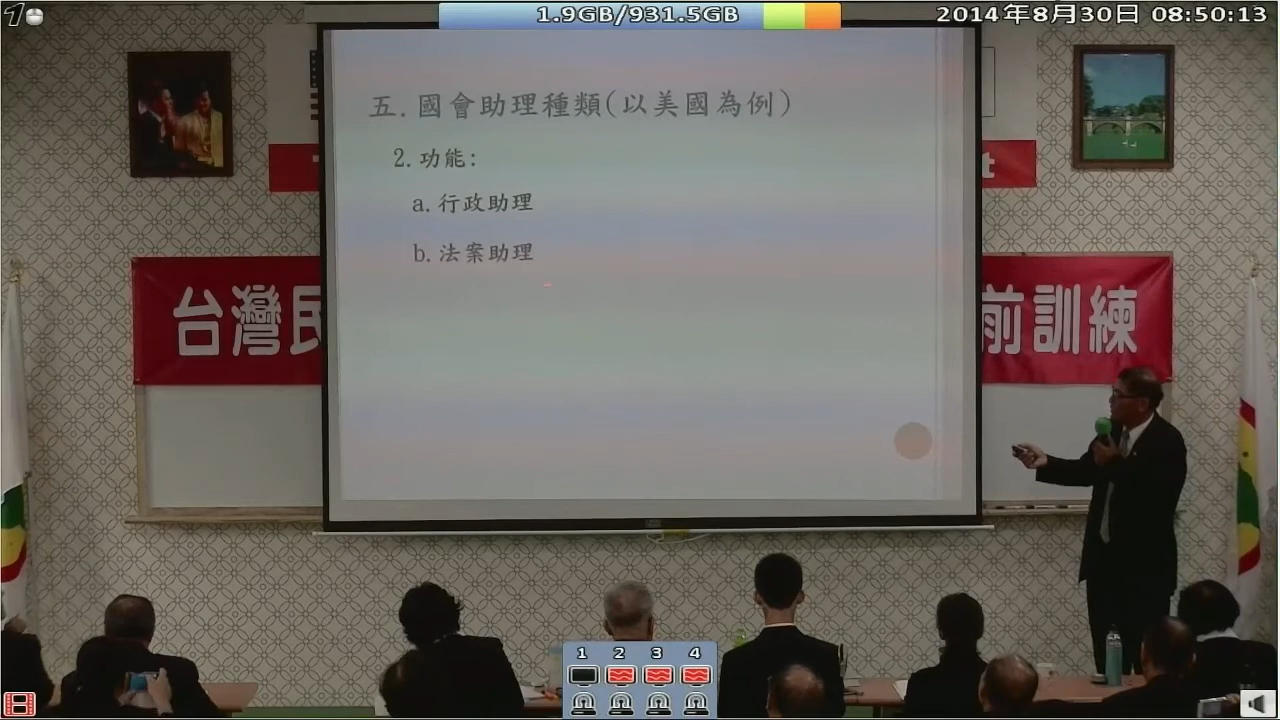 1
1.9GB/931.5GB
2014年8月30日 08:50:13
五.國會助理種類(以美國為例)
2.功能:
a.行政助理
b.法案助理
t
台灣民
前訓練
1 2 3 4